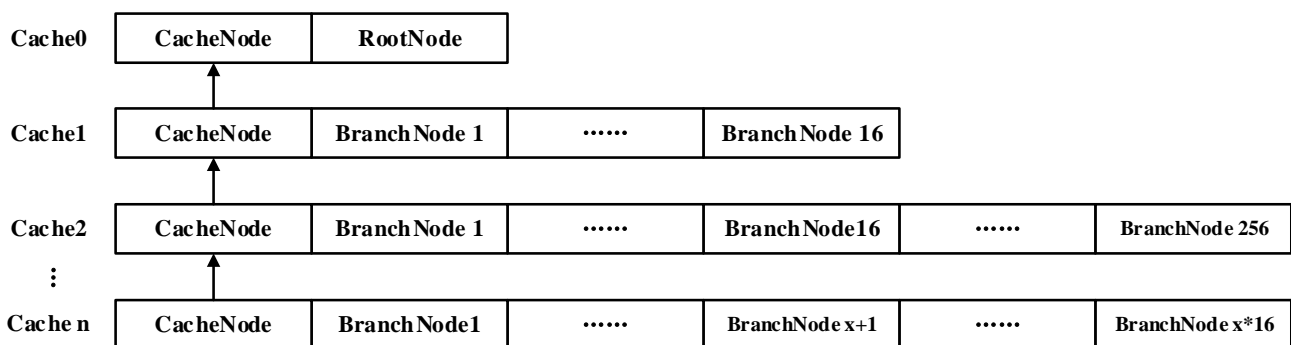 Cache0 CacheNode RootNode
Cache1 CacheNode BranchNode 1 ...... BranchNode 16
Cache2 CacheNode BranchNode 1 ...... BranchNode16 ...... BranchNode 256
⋮
Cache n CacheNode BranchNode1 ...... BranchNode x+1 ...... BranchNode x*16